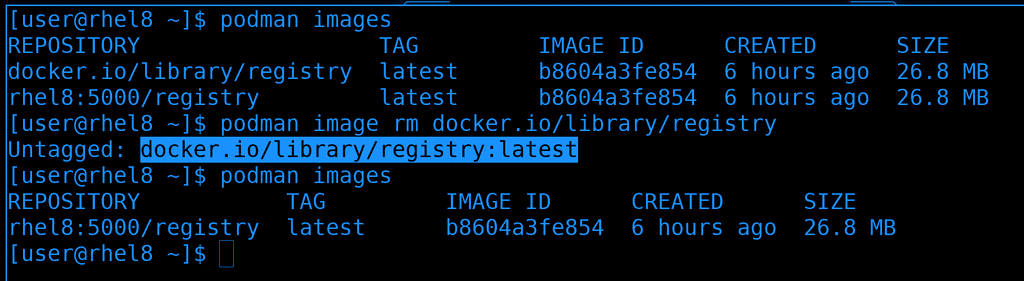 [user@rhel8 ~]$ podman images
REPOSITORY                  TAG         IMAGE ID      CREATED      SIZE
docker.io/library/registry  latest      b8604a3fe854  6 hours ago  26.8 MB
rhel8:5000/registry         latest      b8604a3fe854  6 hours ago  26.8 MB
[user@rhel8 ~]$ podman image rm docker.io/library/registry
Untagged: docker.io/library/registry:latest
[user@rhel8 ~]$ podman images
REPOSITORY           TAG         IMAGE ID      CREATED      SIZE
rhel8:5000/registry  latest      b8604a3fe854  6 hours ago  26.8 MB
[user@rhel8 ~]$